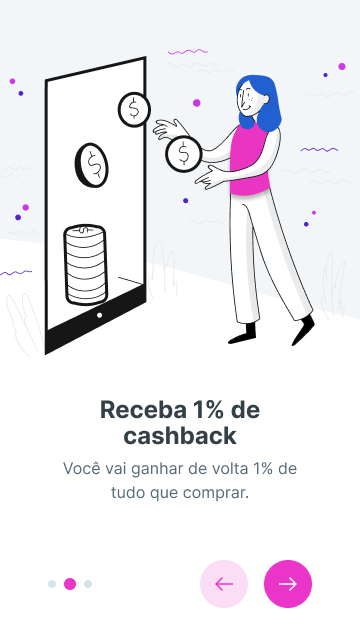 $
$
$
Receba 1% de
cashback
Você vai ganhar de volta 1% de
tudo que comprar.